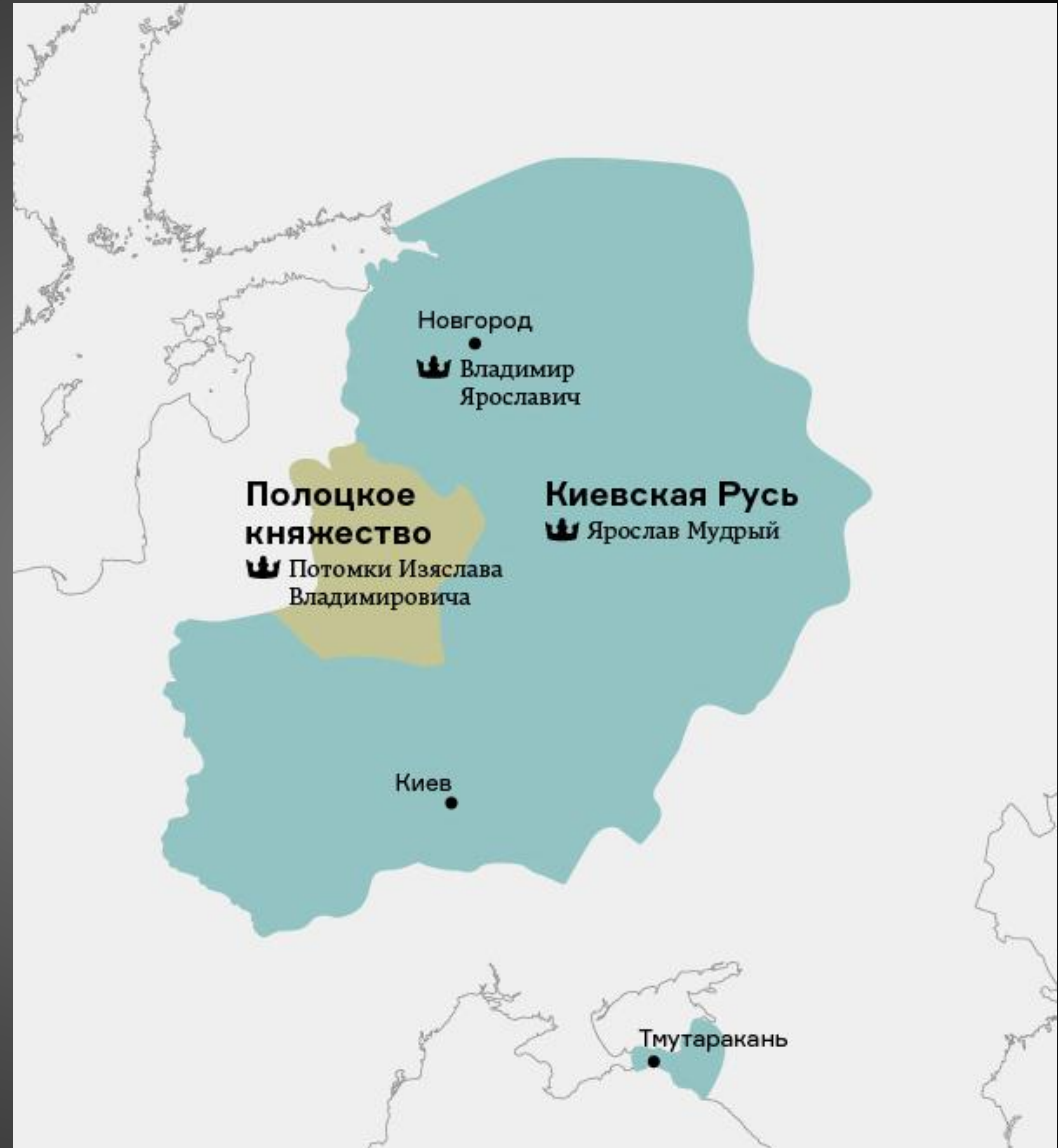 Новгород
Владимир
Ярославич
Полоцкое
княжество
Потомки Изяслава
Владимировича
Киевская Русь
Ярослав Мудрый
Киев
Тмутаракань